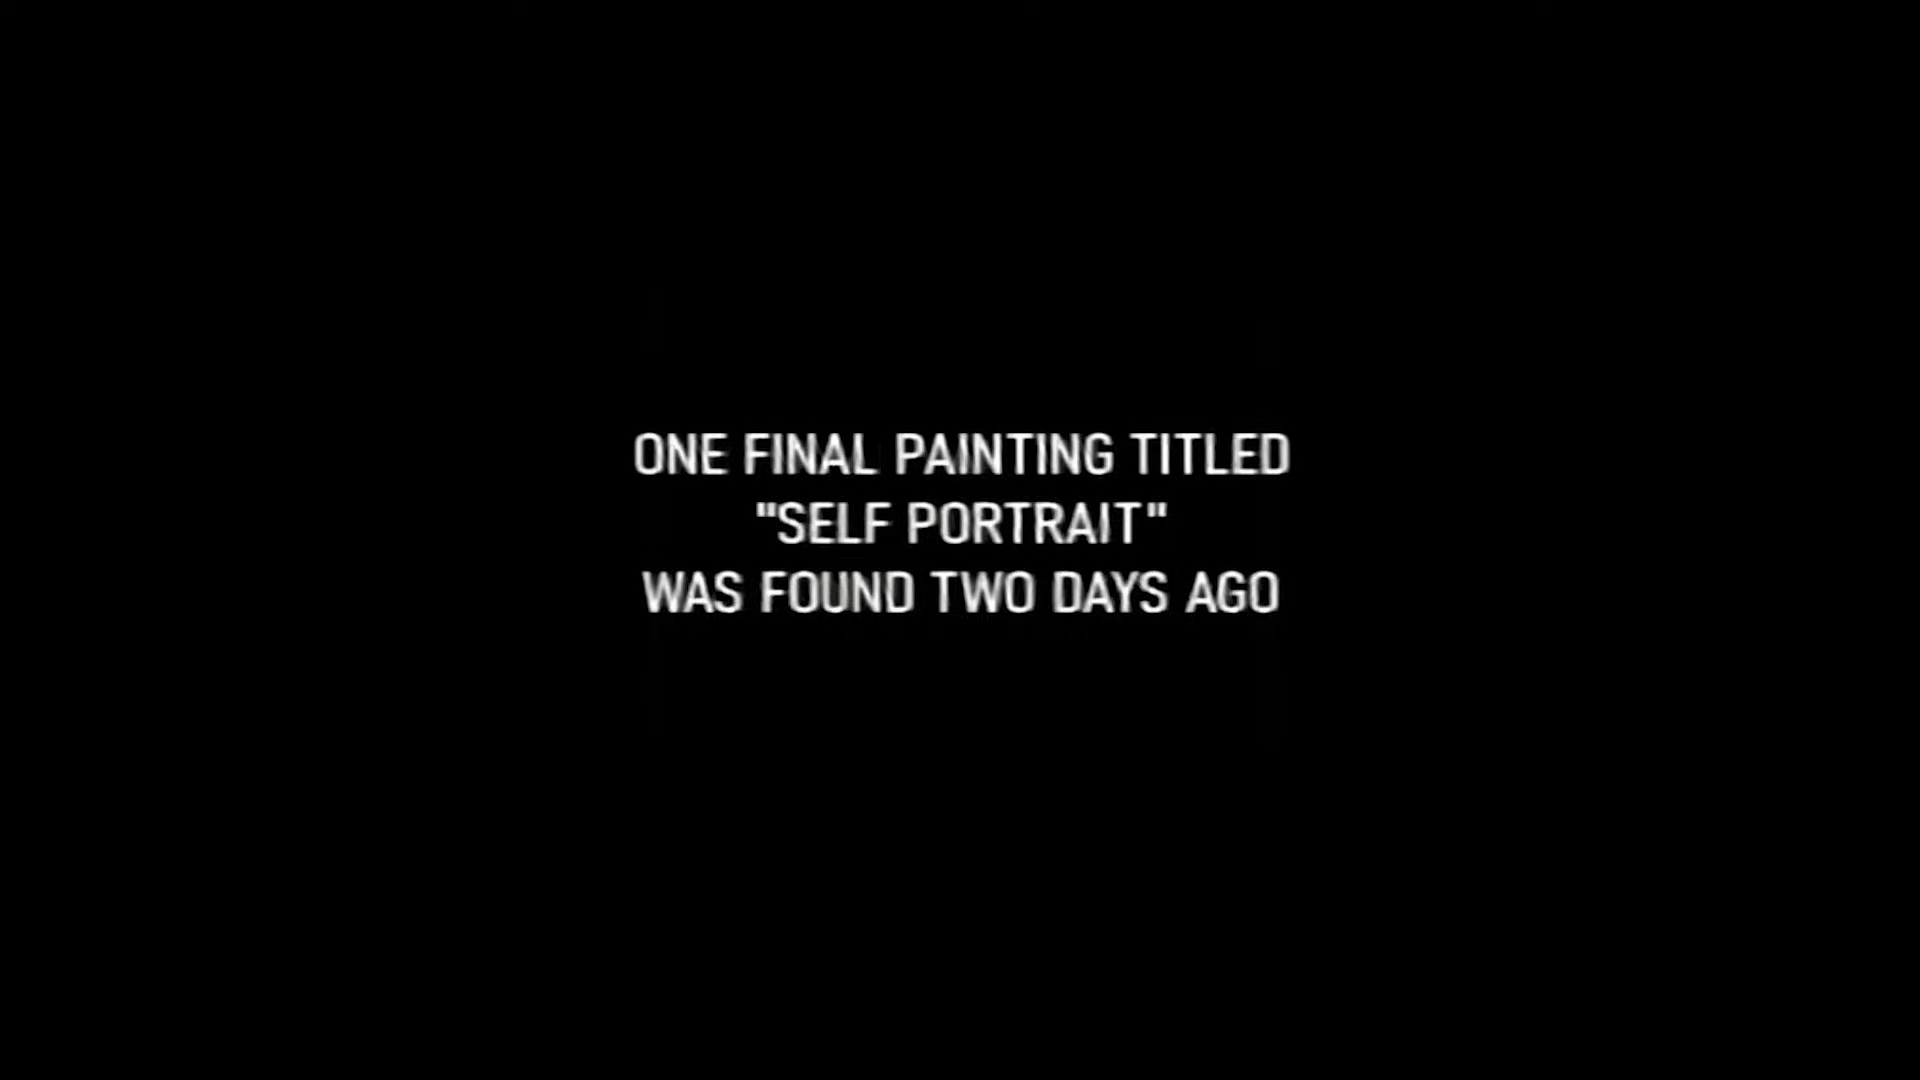 ONE FINAL PAINTING TITLED
"SELF PORTRAIT"
WAS FOUND TWO DAYS AGO